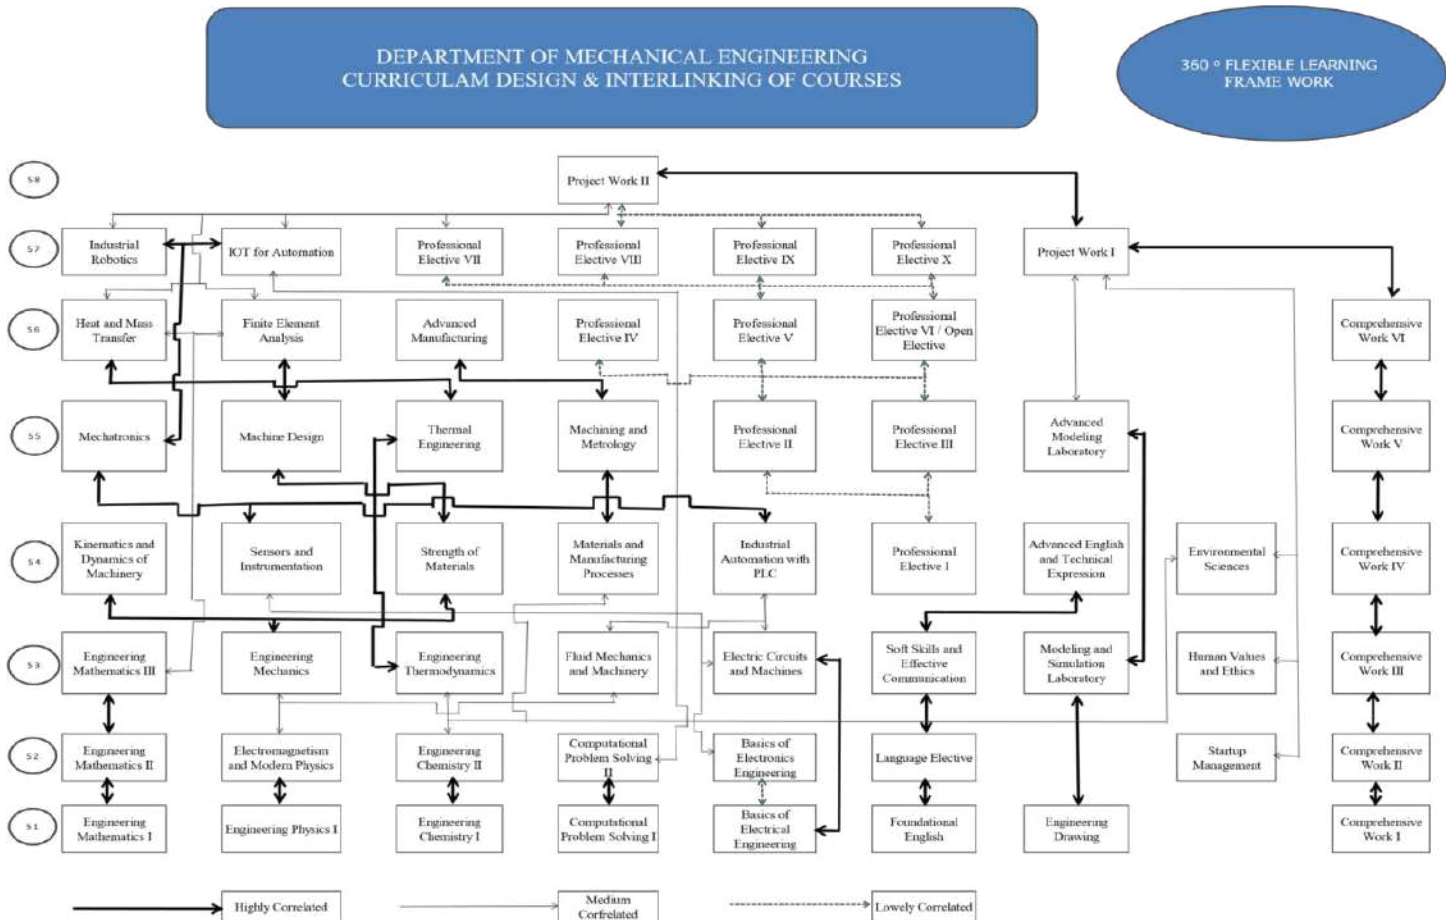 DEPARTMENT OF MECHANICAL ENGINEERING
CURRICULAM DESIGN & INTERLINKING OF COURSES
360 ° FLEXIBLE LEARNING
FRAME WORK
S8
Project Work II
S7
Industrial
Robotics
IOT for Automation
Professional
Elective VII
Professional
Elective VIII
Professional
Elective IX
Professional
Elective X
Project Work I
S6
Heat and Mass
Transfer
Finite Element
Analysis
Advanced
Manufacturing
Professional
Elective IV
Professional
Elective V
Professional
Elective VI / Open
Elective
Comprehensive
Work VI
S5
Mechatronics
Machine Design
Thermal
Engineering
Machining and
Metrology
Professional
Elective II
Professional
Elective III
Advanced
Modeling
Laboratory
Comprehensive
Work V
S4
Kinematics and
Dynamics of
Machinery
Sensors and
Instrumentation
Strength of
Materials
Materials and
Manufacturing
Processes
Industrial
Automation with
PLC
Professional
Elective I
Advanced English
and Technical
Expression
Environmental
Sciences
Comprehensive
Work IV
S3
Engineering
Mathematics III
Engineering
Mechanics
Engineering
Thermodynamics
Fluid Mechanics
and Machinery
Electric Circuits
and Machines
Soft Skills and
Effective
Communication
Modeling and
Simulation
Laboratory
Human Values
and Ethics
Comprehensive
Work III
S2
Engineering
Mathematics II
Electromagnetism
and Modern Physics
Engineering
Chemistry II
Computational
Problem Solving
II
Basics of
Electronics
Engineering
Language Elective
Startup
Management
Comprehensive
Work II
S1
Engineering
Mathematics I
Engineering Physics I
Engineering
Chemistry I
Computational
Problem Solving I
Basics of
Electrical
Engineering
Foundational
English
Engineering
Drawing
Comprehensive
Work I
Highly Correlated
Medium
Corfrelated
Lowely Correlated